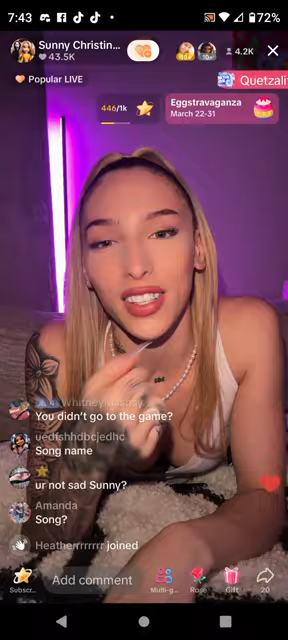 7:43
72%
Sunny Christin...
43.5K
4.2K
Popular LIVE
Quetzali
446/1k
Eggstravaganza
March 22-31
You didn't go to the game?
uedfshhdbcjedhc
Song name
ur not sad Sunny?
Amanda
Song?
Heatherrrrrrr joined
Subscr...
Add comment
Multi-g...
Rose
Gift
20